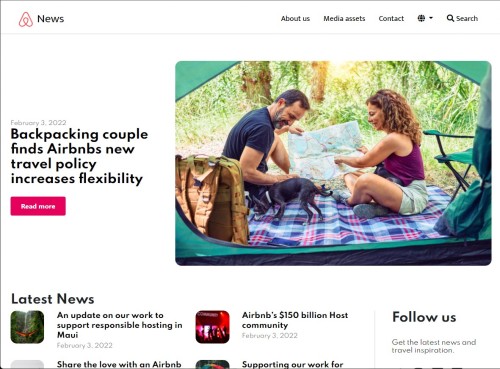 News
About us
Media assets
Contact
Search
February 3, 2022
Backpacking couple
finds Airbnbs new
travel policy
increases flexibility
Read more
Latest News
An update on our work to
support responsible hosting in
Maui
February 3, 2022
Airbnb's $150 billion Host
community
February 3, 2022
Follow us
Get the latest news and
travel inspiration.
Share the love with an Airbnb
Supporting our work for